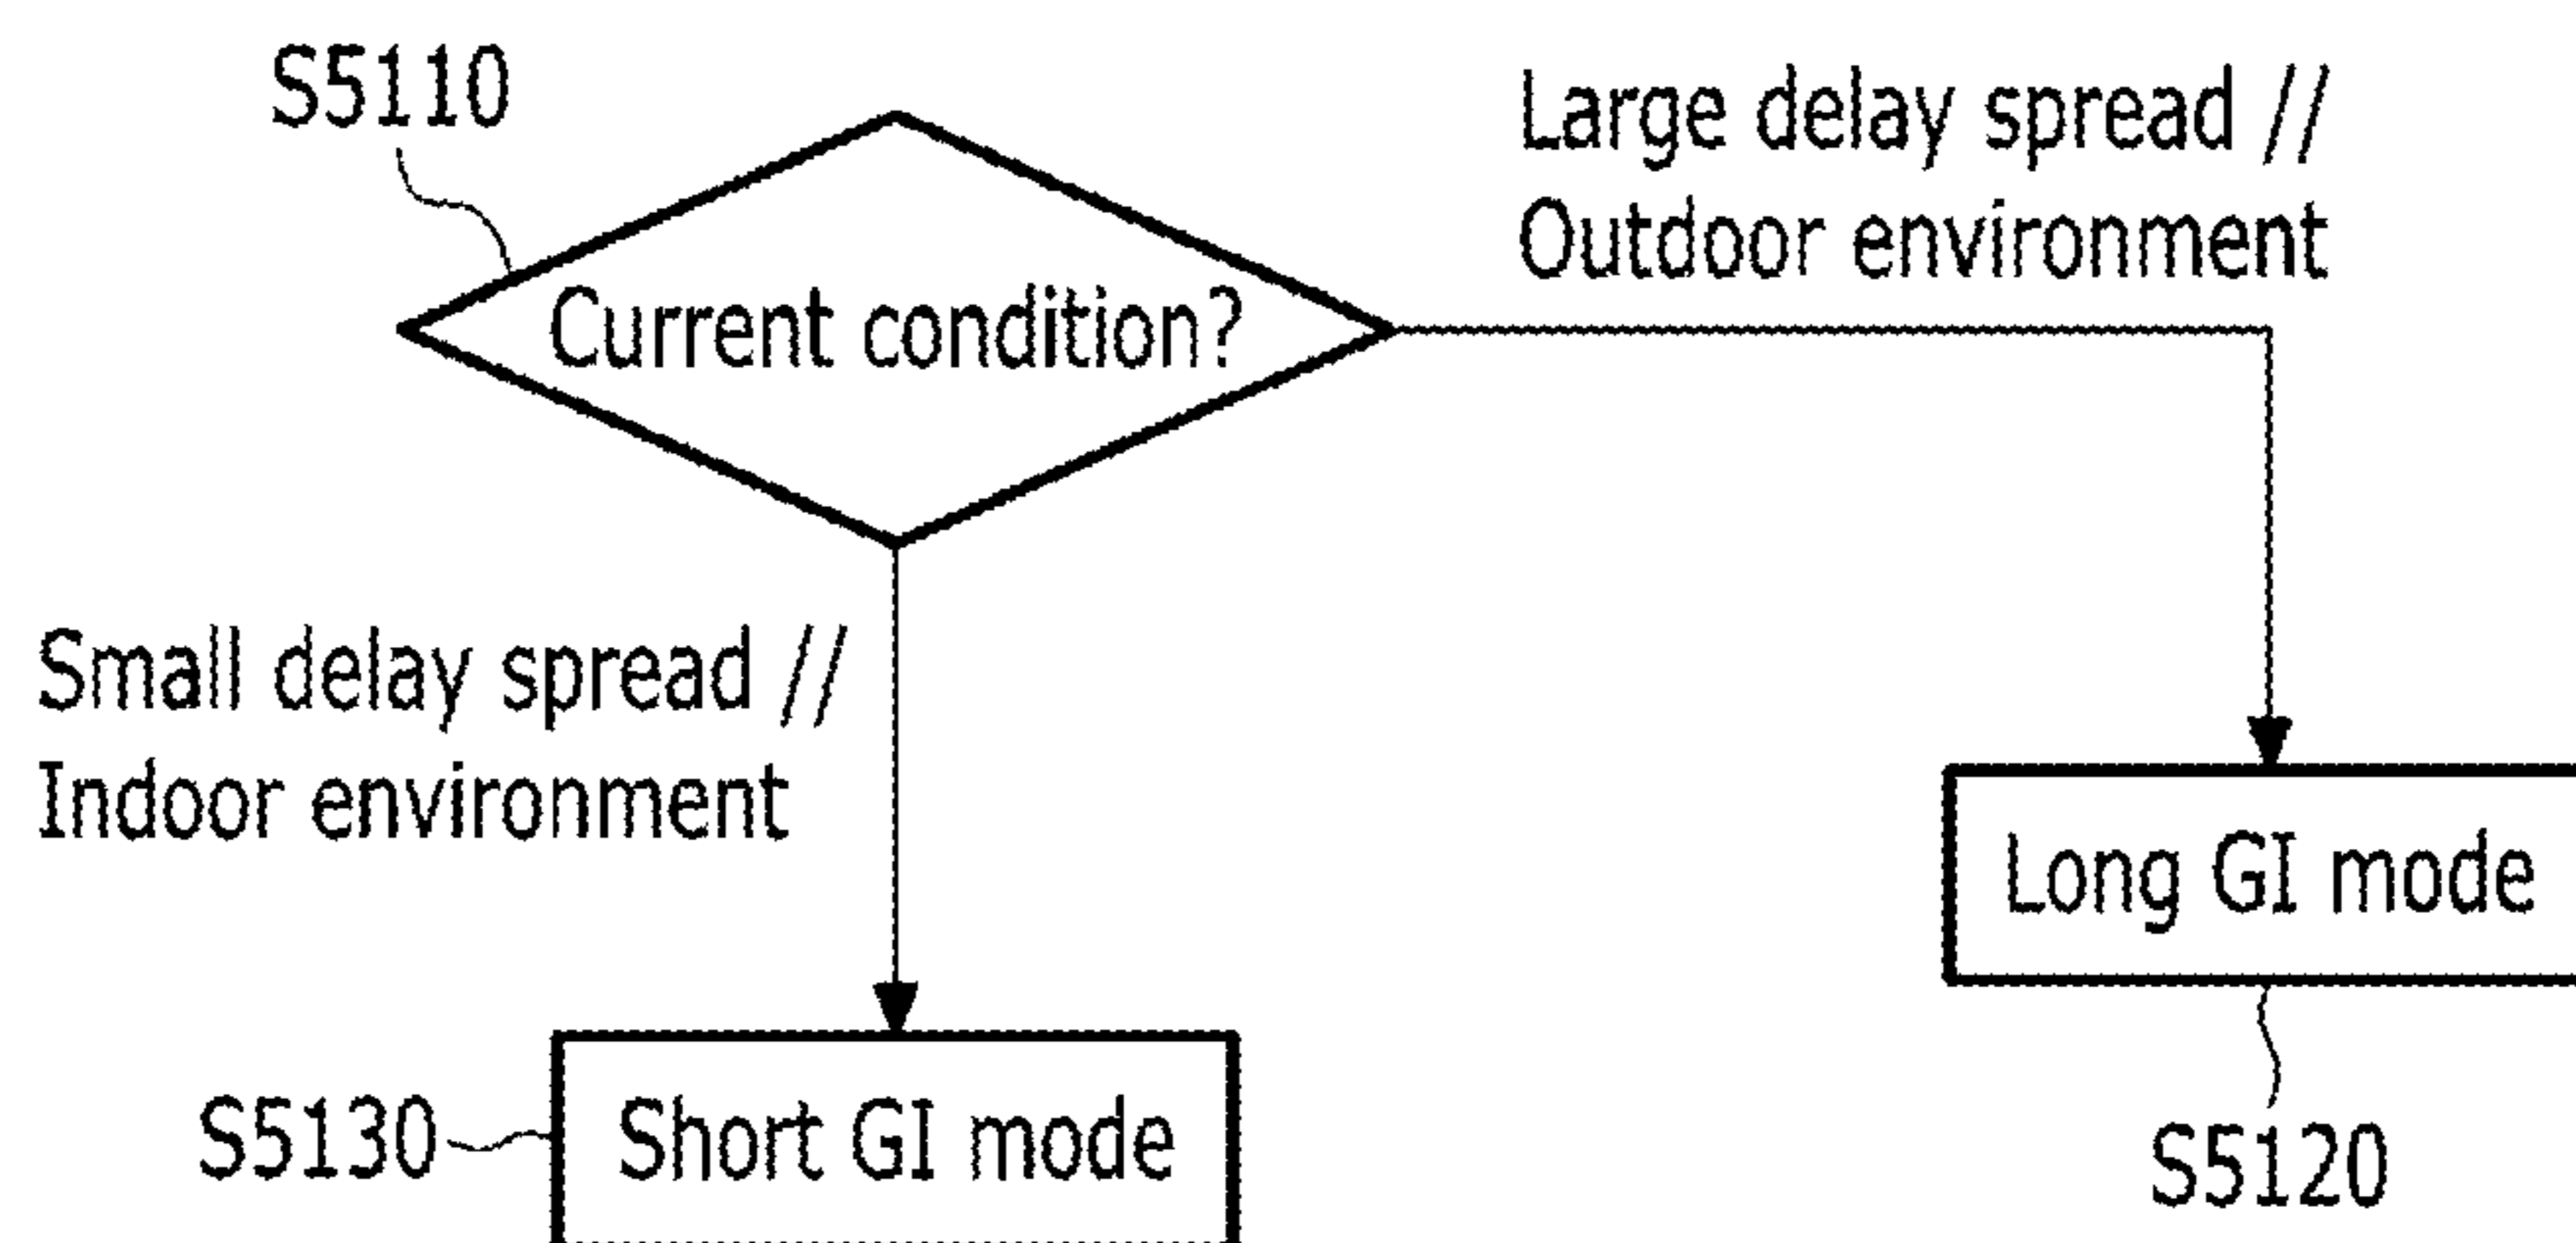 S5110
Large delay spread //
Outdoor environment
Current condition?
Small delay spread //
Indoor environment
Long GI mode
S5130
Short GI mode
S5120